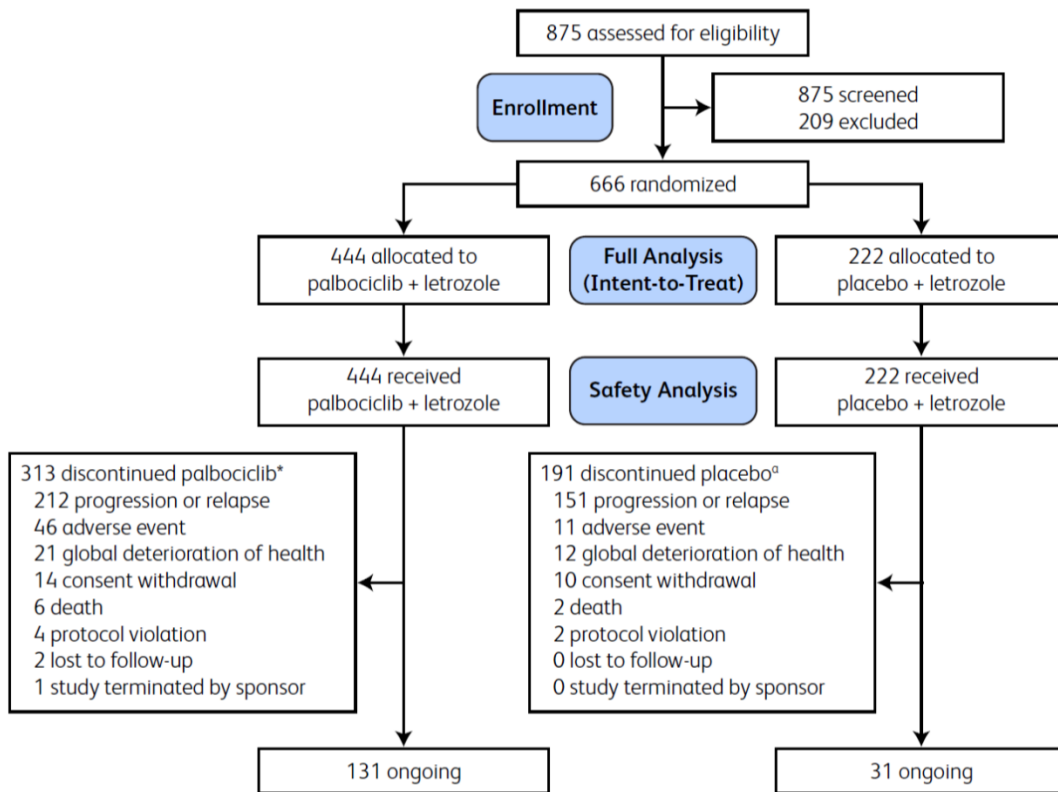 875 assessed for eligibility
Enrollment
875 screened
209 excluded
666 randomized
444 allocated to
palbociclib + letrozole
Full Analysis
(Intent-to-Treat)
222 allocated to
placebo + letrozole
444 received
palbociclib + letrozole
Safety Analysis
222 received
placebo + letrozole
313 discontinued palbociclib*
212 progression or relapse
46 adverse event
21 global deterioration of health
14 consent withdrawal
6 death
4 protocol violation
2 lost to follow-up
1 study terminated by sponsor
191 discontinued placeboᵅ
151 progression or relapse
11 adverse event
12 global deterioration of health
10 consent withdrawal
2 death
2 protocol violation
0 lost to follow-up
0 study terminated by sponsor
131 ongoing
31 ongoing